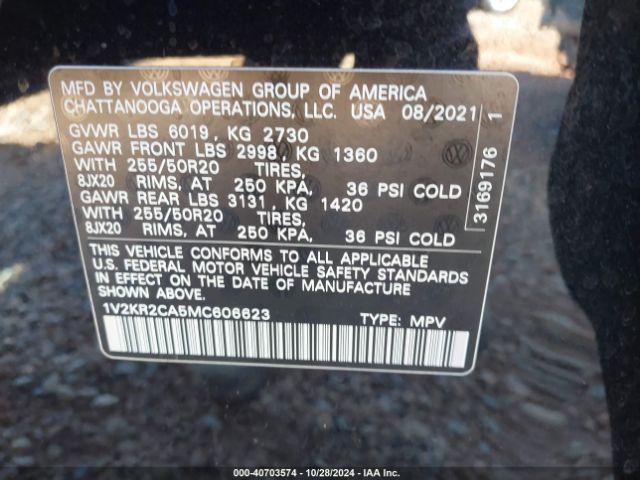 MFD BY VOLKSWAGEN GROUP OF AMERICA
CHATTANOOGA OPERATIONS, LLC. USA 08/2021
GVWR LBS 6019, KG 2730
GAWR FRONT LBS 2998, KG 1360
WITH 255/50R20 TIRES,
8JX20 RIMS, AT 250 KPA, 36 PSI COLD
GAWR REAR LBS 3131, KG 1420
WITH 255/50R20 TIRES,
8JX20 RIMS, AT 250 KPA, 36 PSI COLD
THIS VEHICLE CONFORMS TO ALL APPLICABLE
U.S. FEDERAL MOTOR VEHICLE SAFETY STANDARDS
IN EFFECT ON THE DATE OF MANUFACTURE
SHOWN ABOVE
1V2KR2CA5MC606623 TYPE: MPV
3169176 1
000-40703574 | 10/28/2024 | IAA Inc.